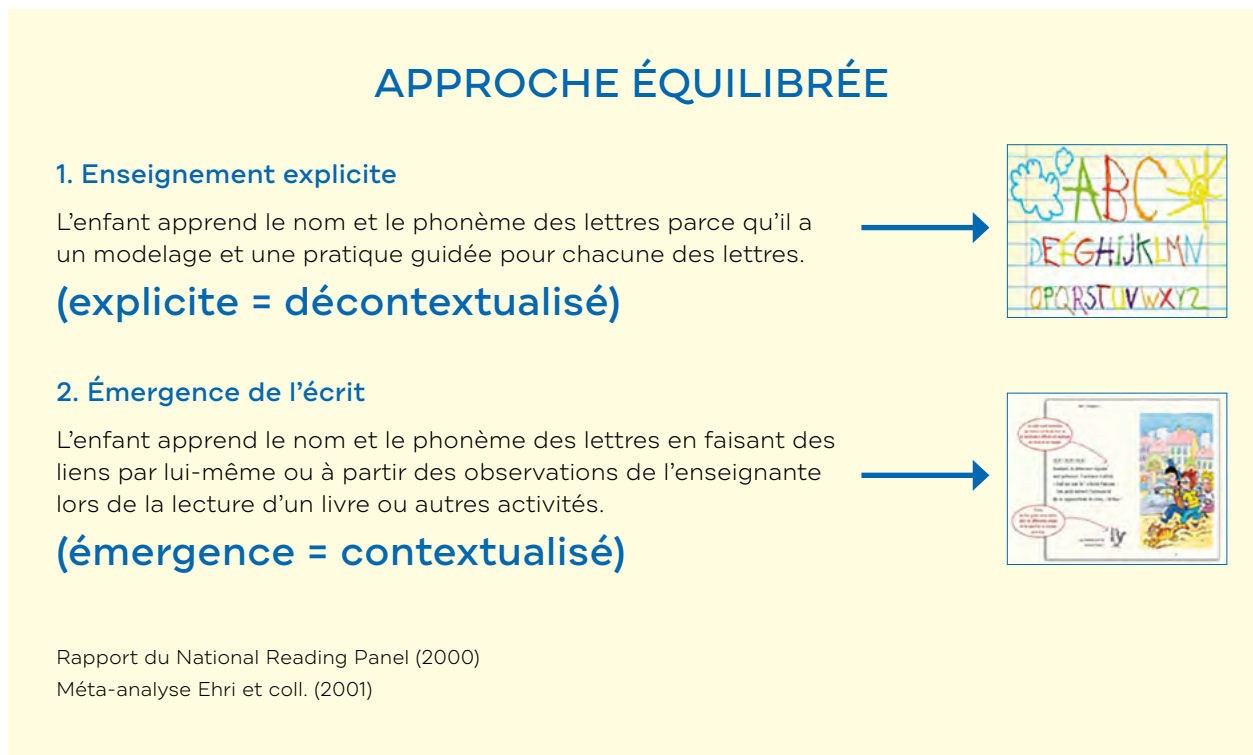 APPROCHE ÉQUILIBRÉE
1. Enseignement explicite
L'enfant apprend le nom et le phonème des lettres parce qu'il a
un modelage et une pratique guidée pour chacune des lettres.
(explicite = décontextualisé)
ABC
DEFGHIJKLMN
OPQRSTUVWXYZ
2. Émergence de l'écrit
L'enfant apprend le nom et le phonème des lettres en faisant des
liens par lui-même ou à partir des observations de l'enseignante
lors de la lecture d'un livre ou autres activités.
(émergence = contextualisé)
Rapport du National Reading Panel (2000)
Méta-analyse Ehri et coll. (2001)